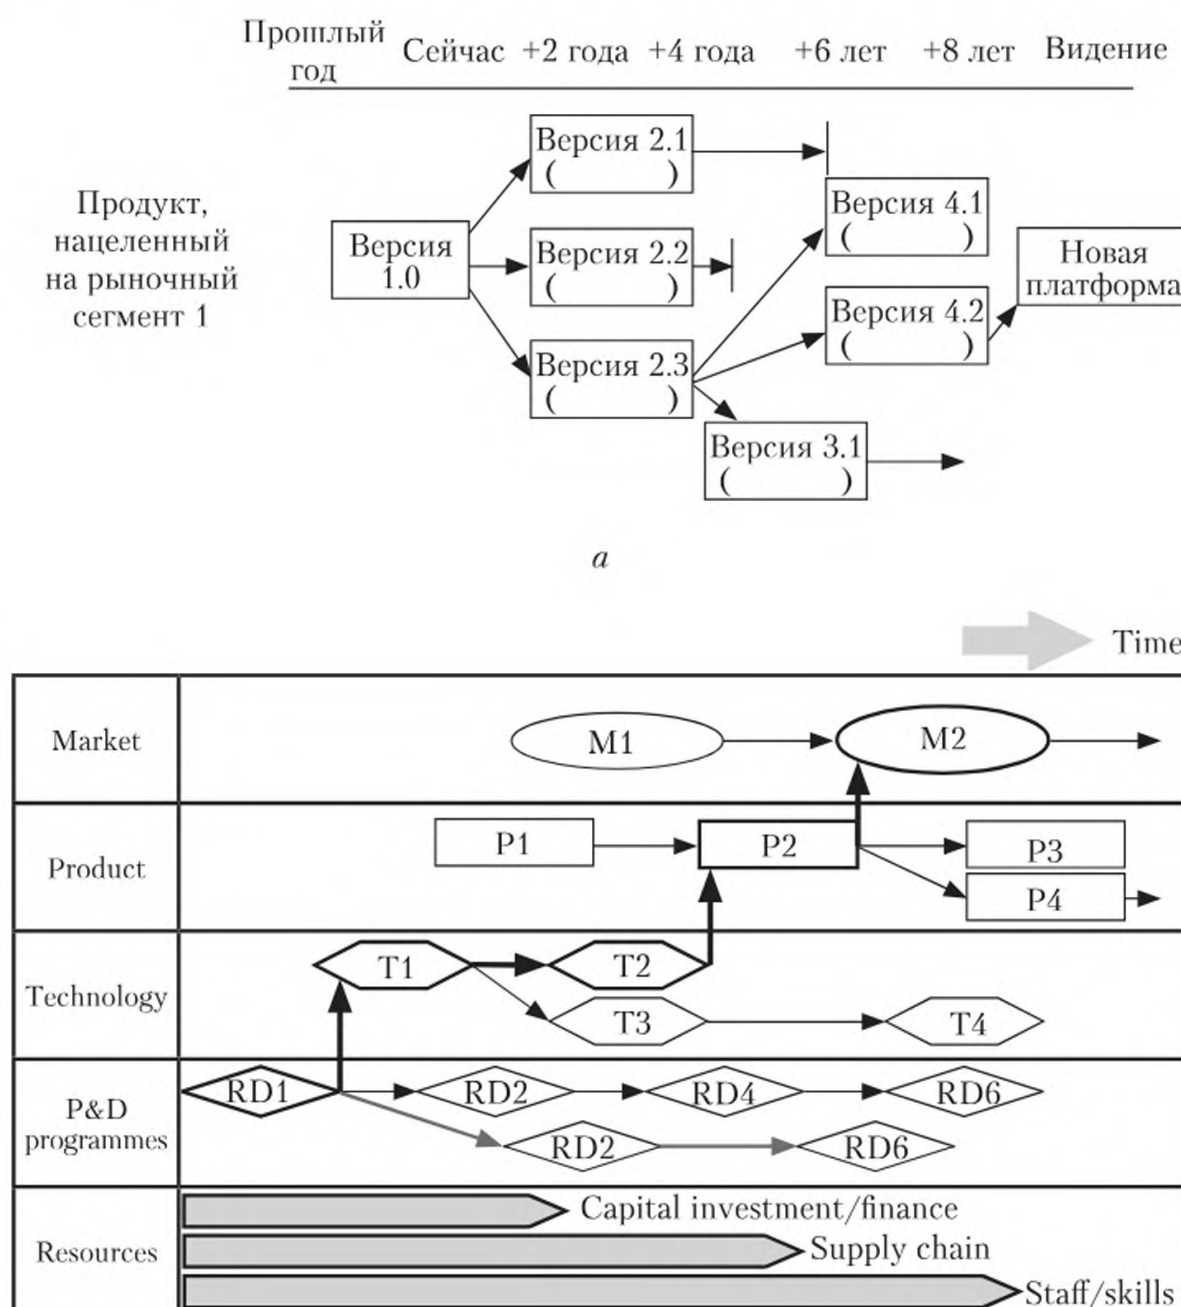 Прошлый
год
Сейчас
+2 года
+4 года
+6 лет
+8 лет
Видение
Продукт,
нацеленный
на рыночный
сегмент 1
Версия
1.0
Версия 2.1
( )
Версия 2.2
( )
Версия 2.3
( )
Версия 3.1
( )
Версия 4.1
( )
Версия 4.2
( )
Новая
платформа
а
Time
Market
M1
M2
Product
P1
P2
P3
P4
Technology
T1
T2
T3
T4
P&D
programmes
RD1
RD2
RD4
RD6
RD2
RD6
Resources
Capital investment/finance
Supply chain
Staff/skills